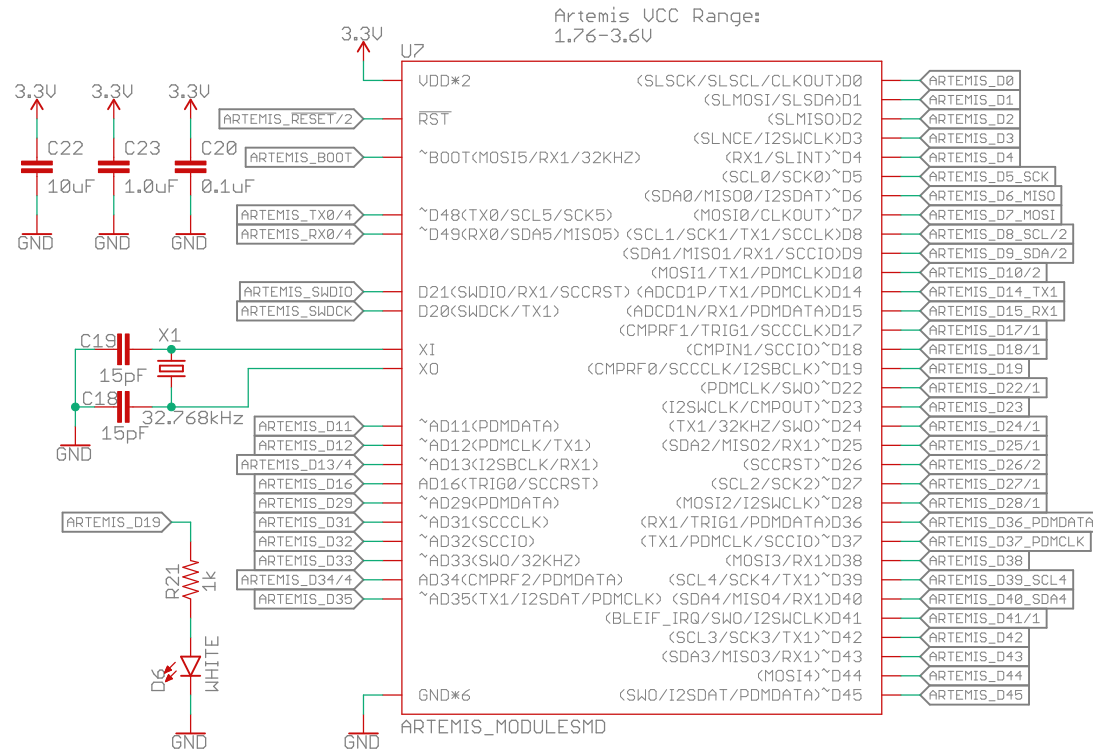 Artemis VCC Range:
1.76-3.6V
3.3V
U7
3.3V
3.3V
3.3V
C22
10uF
GND
C23
1.0uF
GND
C20
0.1uF
GND
ARTEMIS_RESET/2
ARTEMIS_BOOT
ARTEMIS_TX0/4
ARTEMIS_RX0/4
ARTEMIS_SWDIO
ARTEMIS_SWDCK
C19
15pF
X1
C18
15pF
32.768kHz
GND
ARTEMIS_D11
ARTEMIS_D12
ARTEMIS_D13/4
ARTEMIS_D16
ARTEMIS_D29
ARTEMIS_D31
ARTEMIS_D32
ARTEMIS_D33
ARTEMIS_D34/4
ARTEMIS_D35
ARTEMIS_D19
R21
1k
D6
WHITE
GND
GND
VDD*2
RST
~BOOT(MOSI5/RX1/32KHZ)
~D48(TX0/SCL5/SCK5)
~D49(RX0/SDA5/MISO5)
D21(SWDIO/RX1/SCCRST)
D20(SWDCK/TX1)
XI
XO
~AD11(PDMDATA)
~AD12(PDMCLK/TX1)
~AD13(I2SBCLK/RX1)
AD16(TRIG0/SCCRST)
~AD29(PDMDATA)
~AD31(SCCCLK)
~AD32(SCCIO)
~AD33(SWO/32KHZ)
AD34(CMPRF2/PDMDATA)
~AD35(TX1/I2SDAT/PDMCLK)
GND*6
(SLSCK/SLSCL/CLKOUT)D0
(SLMOSI/SLSDA)D1
(SLMISO)D2
(SLNCE/I2SWCLK)D3
(RX1/SLINT)~D4
(SCL0/SCK0)~D5
(SDA0/MISO0/I2SDAT)~D6
(MOSI0/CLKOUT)~D7
(SCL1/SCK1/TX1/SCCLK)D8
(SDA1/MISO1/RX1/SCCIO)D9
(MOSI1/TX1/PDMCLK)D10
(ADCD1P/TX1/PDMCLK)D14
(ADCD1N/RX1/PDMDATA)D15
(CMPRF1/TRIG1/SCCCLK)D17
(CMPIN1/SCCIO)~D18
(CMPRF0/SCCCLK/I2SBCLK)~D19
(PDMCLK/SWO)~D22
(I2SWCLK/CMPOUT)~D23
(TX1/32KHZ/SWO)~D24
(SDA2/MISO2/RX1)~D25
(SCCRST)~D26
(SCL2/SCK2)~D27
(MOSI2/I2SWCLK)~D28
(RX1/TRIG1/PDMDATA)D36
(TX1/PDMCLK/SCCIO)~D37
(MOSI3/RX1)D38
(SCL4/SCK4/TX1)~D39
(SDA4/MISO4/RX1)D40
(BLEIF_IRQ/SWO/I2SWCLK)D41
(SCL3/SCK3/TX1)~D42
(SDA3/MISO3/RX1)~D43
(MOSI4)~D44
(SWO/I2SDAT/PDMDATA)~D45
ARTEMIS_D0
ARTEMIS_D1
ARTEMIS_D2
ARTEMIS_D3
ARTEMIS_D4
ARTEMIS_D5_SCK
ARTEMIS_D6_MISO
ARTEMIS_D7_MOSI
ARTEMIS_D8_SCL/2
ARTEMIS_D9_SDA/2
ARTEMIS_D10/2
ARTEMIS_D14_TX1
ARTEMIS_D15_RX1
ARTEMIS_D17/1
ARTEMIS_D18/1
ARTEMIS_D19
ARTEMIS_D22/1
ARTEMIS_D23
ARTEMIS_D24/1
ARTEMIS_D25/1
ARTEMIS_D26/2
ARTEMIS_D27/1
ARTEMIS_D28/1
ARTEMIS_D36_PDMDATA
ARTEMIS_D37_PDMCLK
ARTEMIS_D38
ARTEMIS_D39_SCL4
ARTEMIS_D40_SDA4
ARTEMIS_D41/1
ARTEMIS_D42
ARTEMIS_D43
ARTEMIS_D44
ARTEMIS_D45
ARTEMIS_MODULESMD